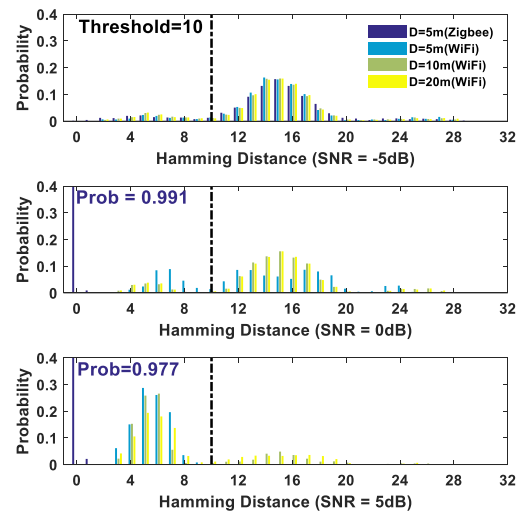 Threshold=10
D=5m(Zigbee)
D=5m(WiFi)
D=10m(WiFi)
D=20m(WiFi)
Probability
0.4
0.3
0.2
0.1
0
0 4 8 12 16 20 24 28 32
Hamming Distance (SNR = -5dB)
Prob = 0.991
Probability
0.4
0.3
0.2
0.1
0
0 4 8 12 16 20 24 28 32
Hamming Distance (SNR = 0dB)
Prob=0.977
Probability
0.4
0.3
0.2
0.1
0
0 4 8 12 16 20 24 28 32
Hamming Distance (SNR = 5dB)